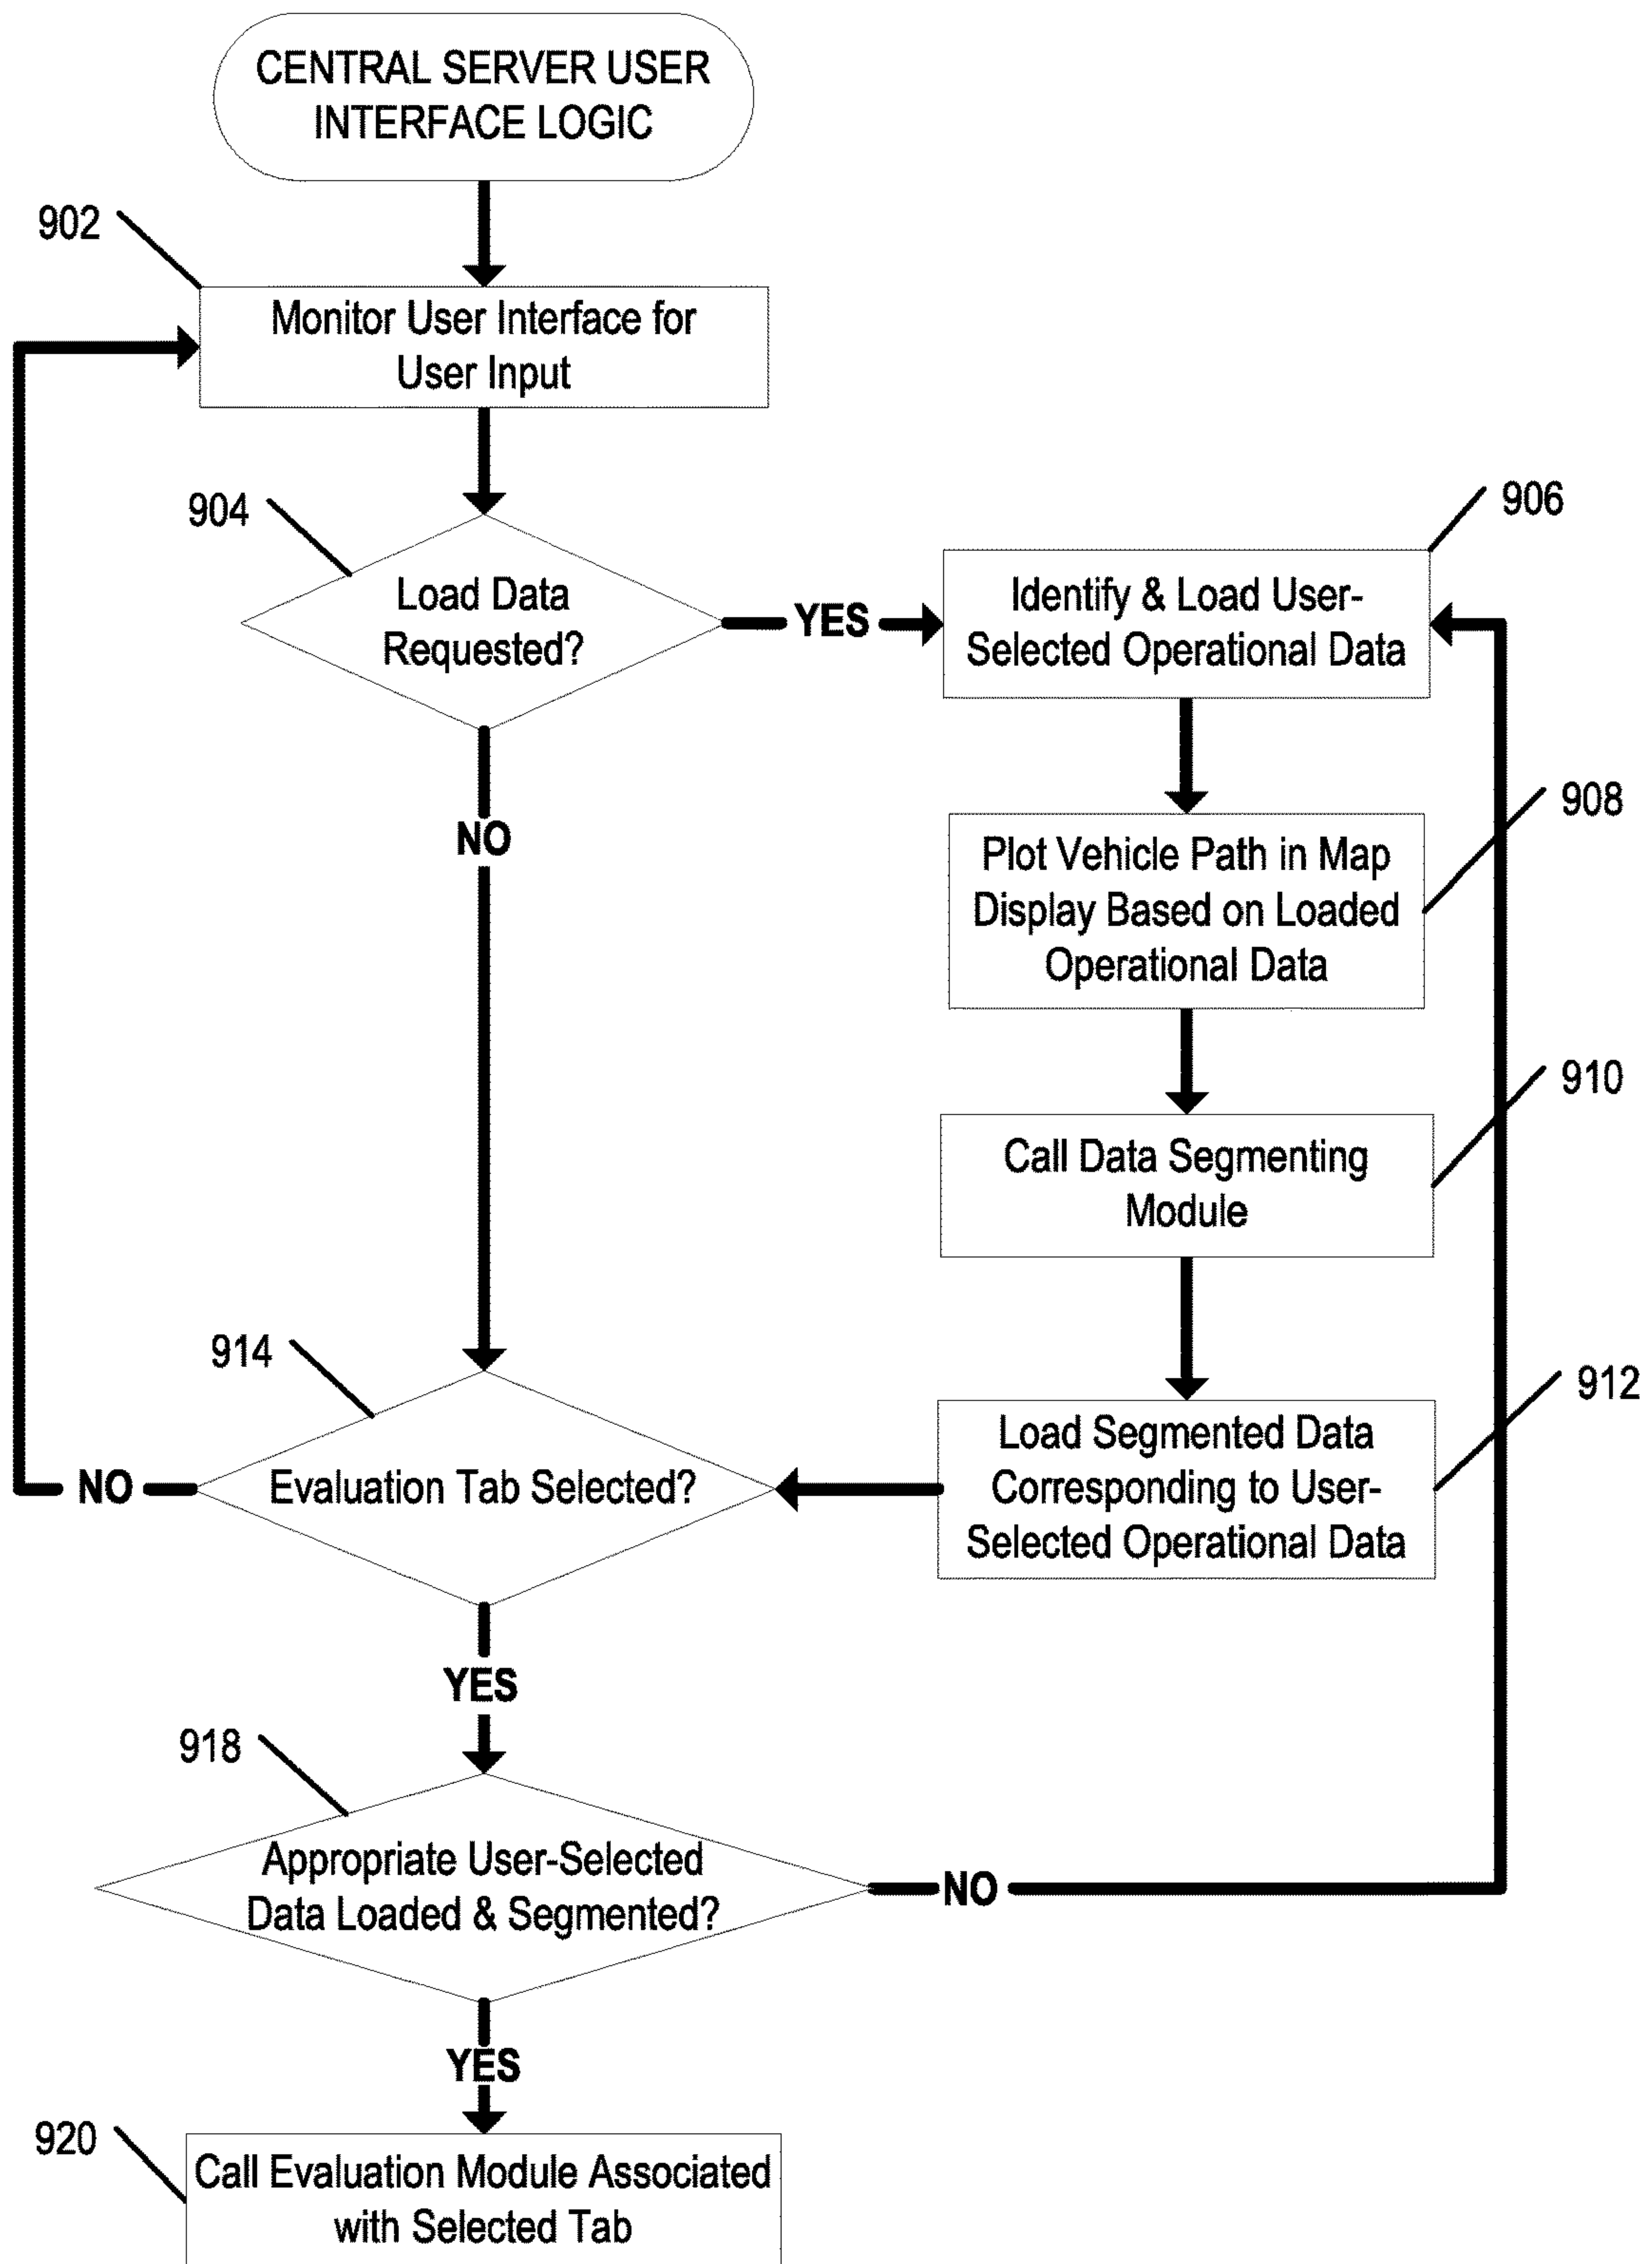 CENTRAL SERVER USER
INTERFACE LOGIC
902
Monitor User Interface for
User Input
904
Load Data
Requested?
YES
906
Identify & Load User-
Selected Operational Data
NO
908
Plot Vehicle Path in Map
Display Based on Loaded
Operational Data
910
Call Data Segmenting
Module
914
Evaluation Tab Selected?
NO
912
Load Segmented Data
Corresponding to User-
Selected Operational Data
YES
918
Appropriate User-Selected
Data Loaded & Segmented?
NO
YES
920
Call Evaluation Module Associated
with Selected Tab